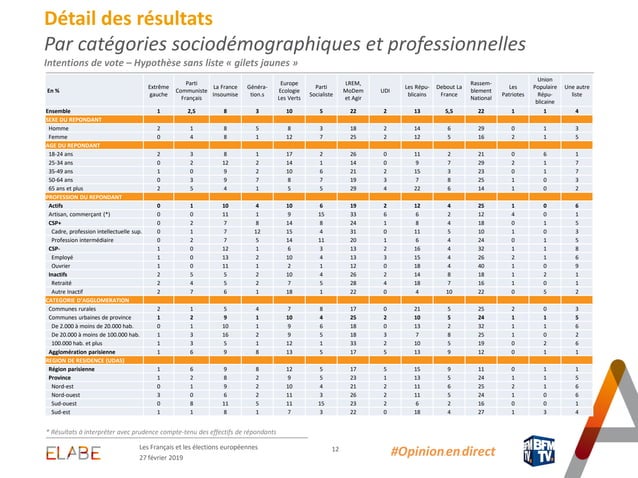 Détail des résultats
Par catégories sociodémographiques et professionnelles
Intentions de vote – Hypothèse sans liste « gilets jaunes »
En % Extrême gauche Parti Communiste Français La France Insoumise Généra-tion.s Europe Ecologie Les Verts Parti Socialiste LREM, MoDem et Agir UDI Les Répu-blicains Debout La France Rassem-blement National Les Patriotes Union Populaire Répu-blicaine Une autre liste
Ensemble 1 2,5 8 3 10 5 22 2 13 5,5 22 1 1 4
SEXE DU REPONDANT
Homme 2 1 8 5 8 3 18 2 14 6 29 0 1 3
Femme 0 4 8 1 12 7 25 2 12 5 16 2 1 5
AGE DU REPONDANT
18-24 ans 2 3 8 1 17 2 26 0 11 2 21 0 6 1
25-34 ans 0 2 12 2 14 1 14 0 9 7 29 2 1 7
35-49 ans 1 0 9 2 10 6 21 2 15 3 23 0 1 7
50-64 ans 0 3 9 7 8 7 19 3 7 8 25 1 0 3
65 ans et plus 2 5 4 1 5 5 29 4 22 6 14 1 0 2
PROFESSION DU REPONDANT
Actifs 0 1 10 4 10 6 19 2 12 4 25 1 0 6
Artisan, commerçant (*) 0 0 11 1 9 15 33 6 6 2 12 4 0 1
CSP+ 0 2 7 8 14 8 24 1 8 4 18 0 1 5
Cadre, profession intellectuelle sup. 0 1 7 12 15 4 31 0 11 5 10 1 0 3
Profession intermédiaire 0 2 7 5 14 11 20 1 6 4 24 0 1 5
CSP- 1 0 12 1 6 3 13 2 16 4 32 1 1 8
Employé 1 0 13 2 10 4 13 3 15 4 26 2 1 6
Ouvrier 1 0 11 1 2 1 12 0 18 4 40 1 0 9
Inactifs 2 5 5 2 10 4 26 2 14 8 18 1 2 1
Retraité 2 4 5 2 7 5 28 4 18 7 16 1 0 1
Autre Inactif 2 7 6 1 18 1 22 0 4 10 22 0 5 2
CATEGORIE D'AGGLOMERATION
Communes rurales 2 1 5 4 7 8 17 0 21 5 25 2 0 3
Communes urbaines de province 1 2 9 1 10 4 25 2 10 5 24 1 1 5
De 2.000 à moins de 20.000 hab. 0 1 10 1 9 6 18 0 13 2 32 1 1 6
De 20.000 à moins de 100.000 hab. 1 3 16 2 9 5 18 3 7 8 25 1 0 2
100.000 hab. et plus 1 3 5 1 12 1 33 2 10 5 19 0 2 6
Agglomération parisienne 1 6 9 8 13 5 17 5 13 9 12 0 1 1
REGION DE RESIDENCE (UDA5)
Région parisienne 1 6 9 8 12 5 17 5 15 9 11 0 1 1
Province 1 2 8 2 9 5 23 1 13 5 24 1 1 5
Nord-est 0 1 9 2 10 4 21 2 11 6 25 2 1 6
Nord-ouest 3 0 6 2 11 3 26 2 11 5 24 1 0 6
Sud-ouest 0 8 11 5 11 15 23 2 6 2 16 0 0 1
Sud-est 1 1 8 1 7 3 22 0 18 4 27 1 3 4
* Résultats à interpréter avec prudence compte-tenu des effectifs de répondants
ELABE
Les Français et les élections européennes
27 février 2019
12
#Opinionendirect
BFM
TV.